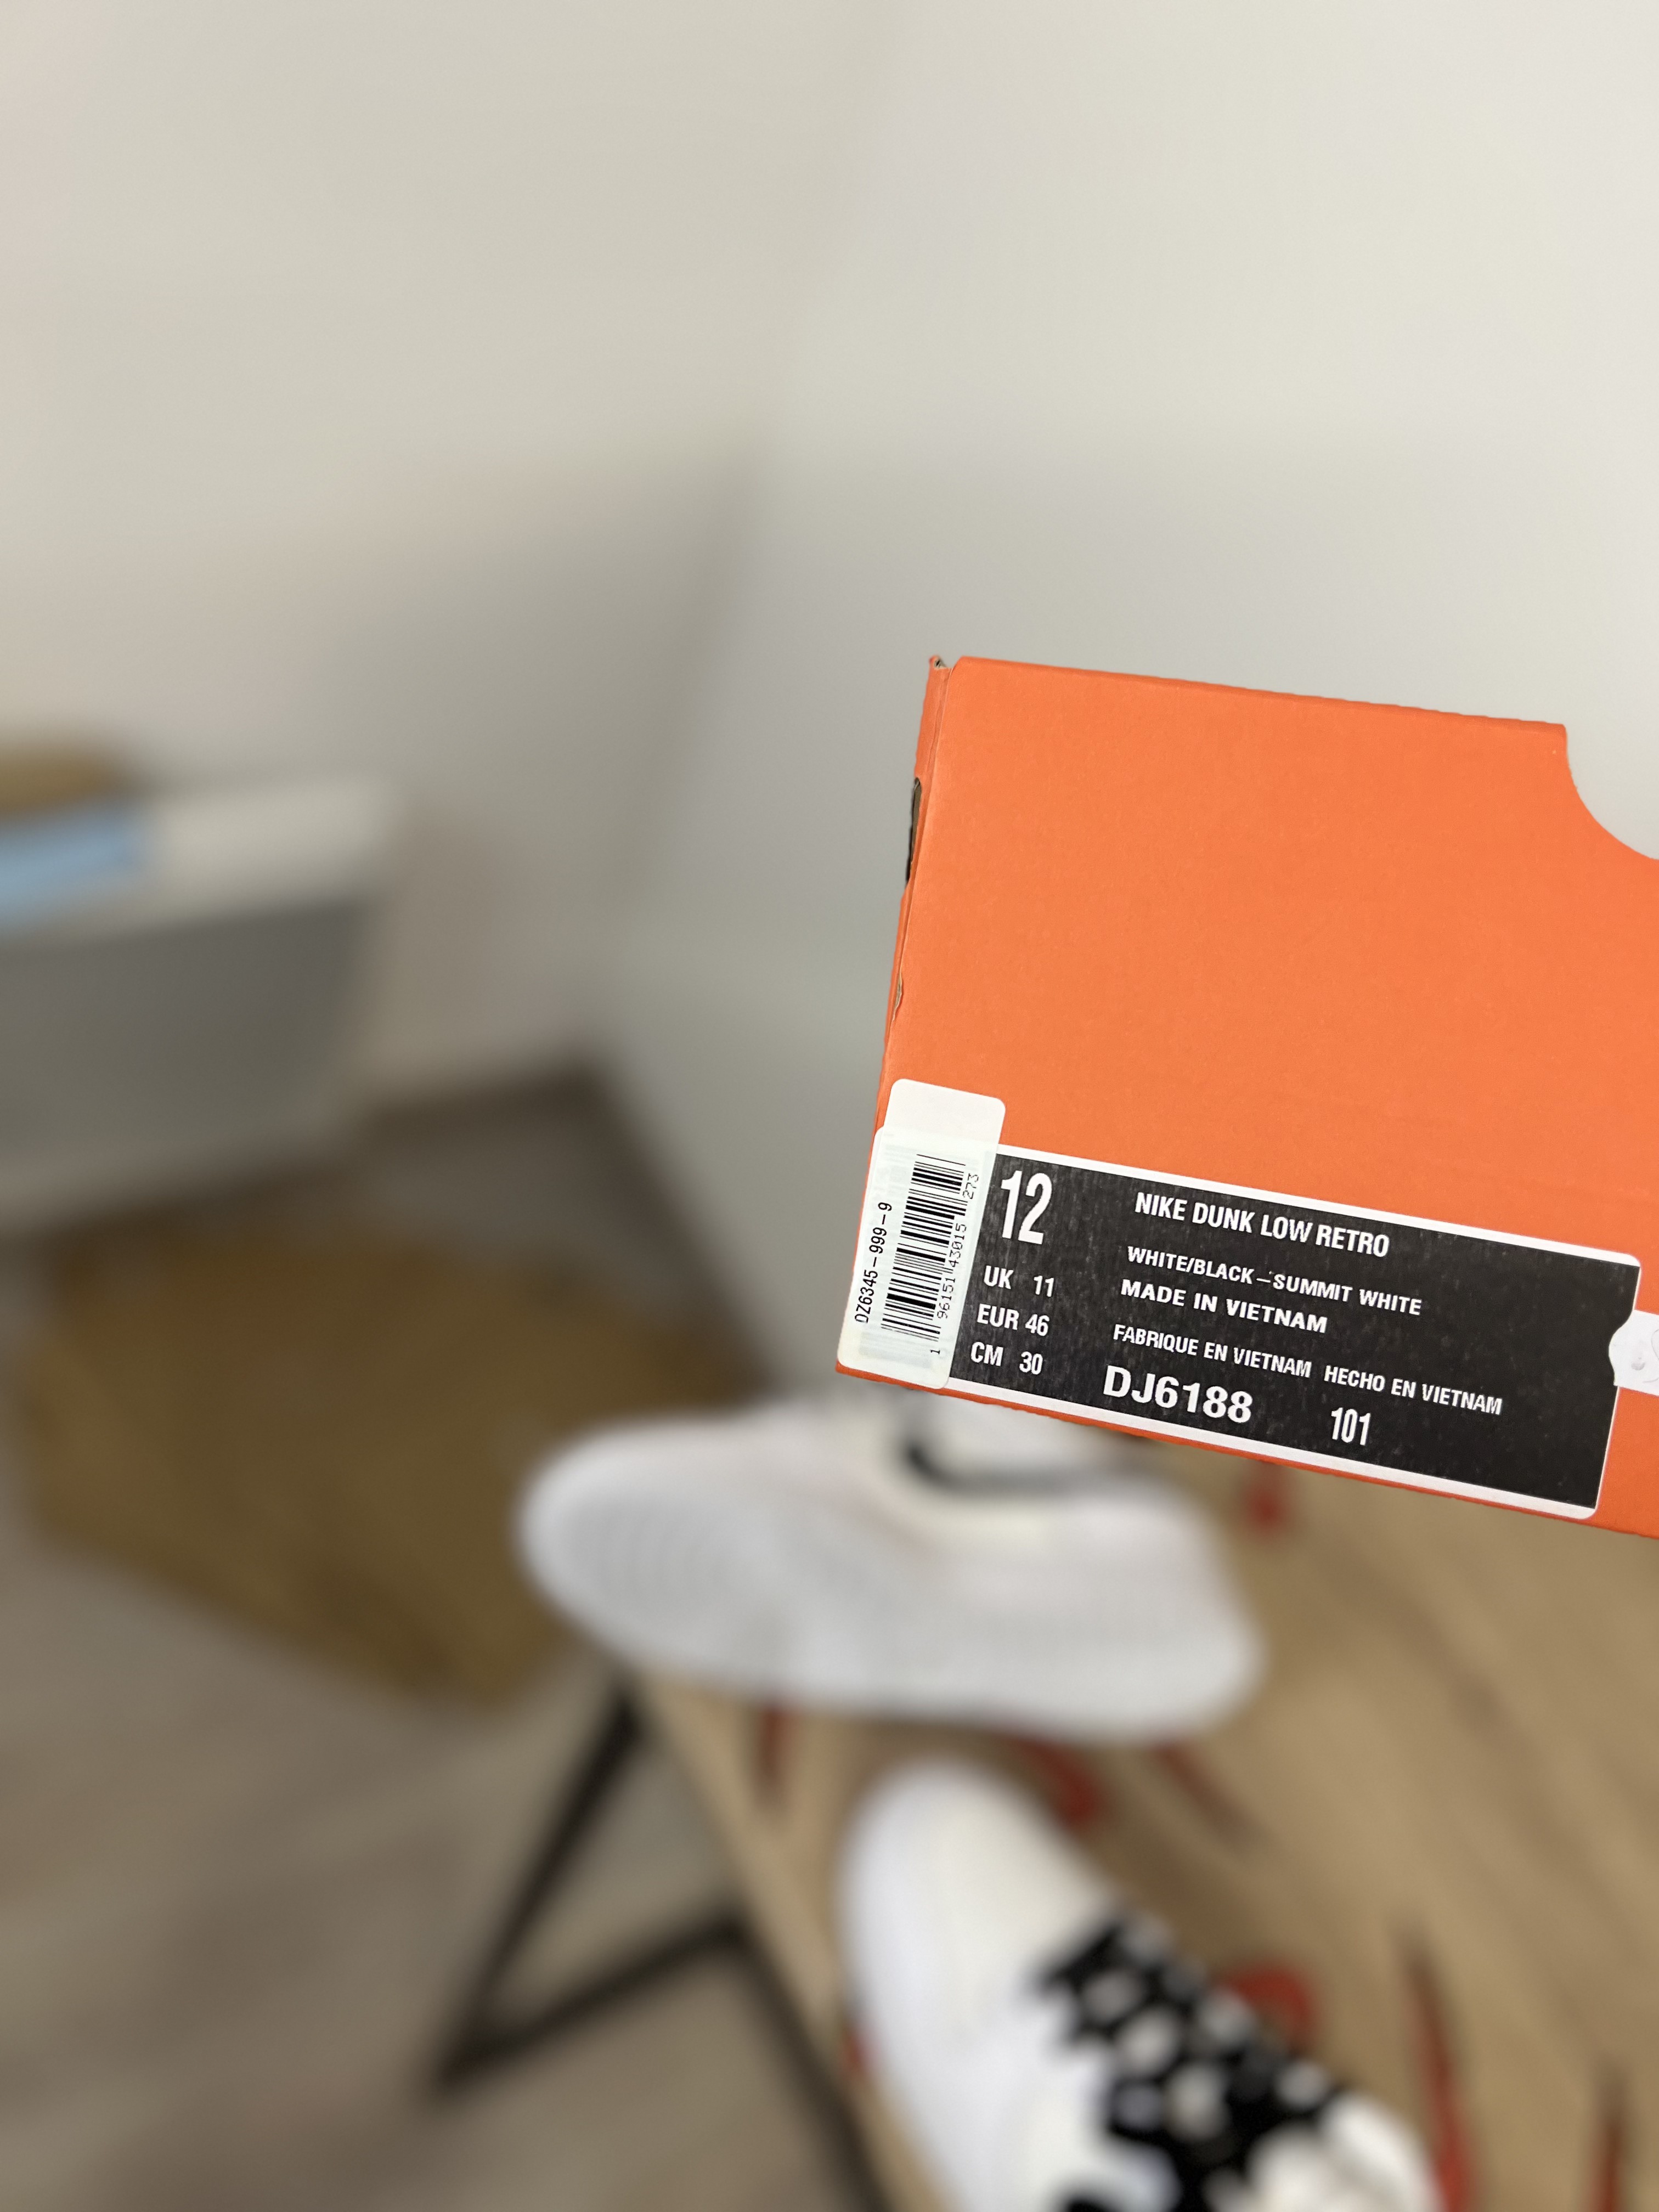 0Z6345-999-9
1 96151 43015 273
12
UK 11
EUR 46
CM 30
NIKE DUNK LOW RETRO
WHITE/BLACK-SUMMIT WHITE
MADE IN VIETNAM
FABRIQUE EN VIETNAM HECHO EN VIETNAM
DJ6188 101